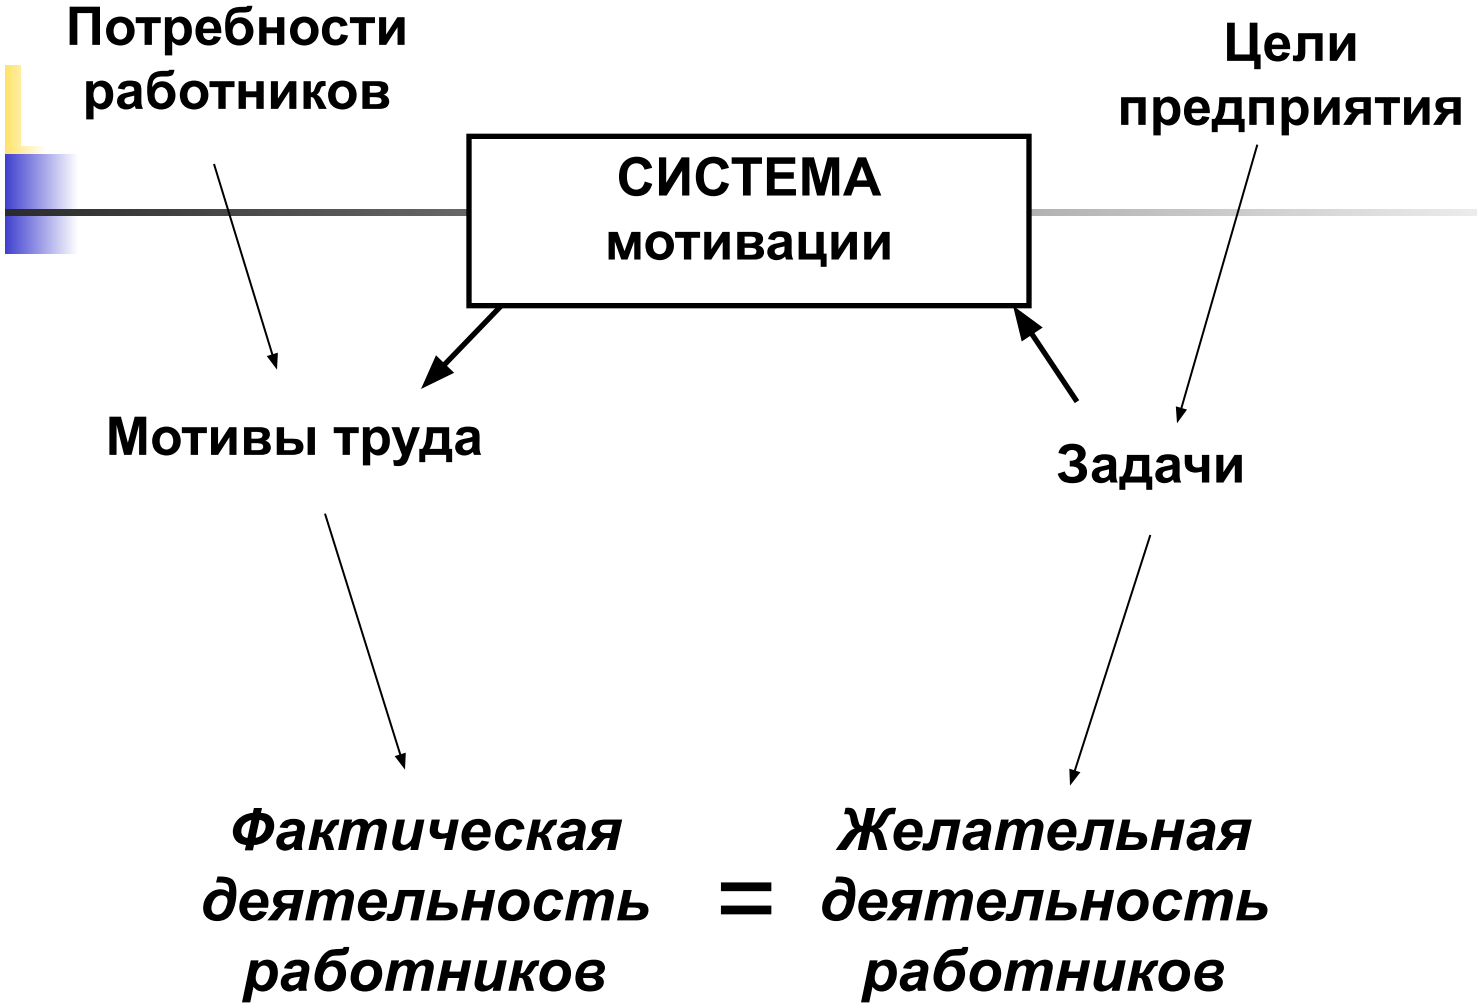 Потребности
работников
Цели
предприятия
СИСТЕМА
мотивации
Мотивы труда
Задачи
Фактическая
деятельность
работников
=
Желательная
деятельность
работников